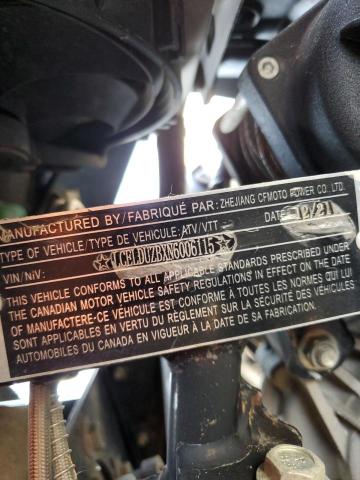 MANUFACTURED BY/FABRIQUÉ PAR: ZHEJIANG CFMOTO POWER CO. LTD.
TYPE OF VEHICLE/TYPE DE VÉHICULE: ATV/VTT DATE: 12/21
VIN/NIV:
THIS VEHICLE CONFORMS TO ALL APPLICABLE STANDARDS PRESCRIBED UNDER
THE CANADIAN MOTOR VEHICLE SAFETY REGULATIONS IN EFFECT ON THE DATE
OF MANUFACTURE-CE VÉHICULE EST CONFORME À TOUTES LES NORMES QUI LUI
SONT APPLICABLES EN VERTU DU RÈGLEMENT SUR LA SÉCURITÉ DES VÉHICULES
AUTOMOBILES DU CANADA EN VIGUEUR À LA DATE DE SA FABRICATION.